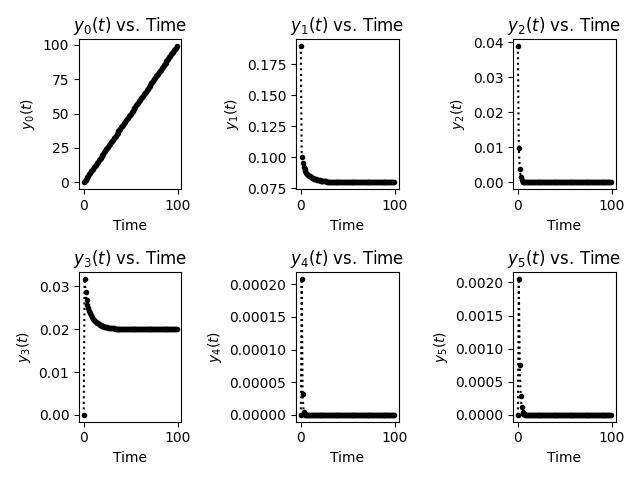 y₀(t) vs. Time
100
75
50
25
0
y₀(t)
0 100
Time
y₁(t) vs. Time
0.175
0.150
0.125
0.100
0.075
y₁(t)
0 100
Time
y₂(t) vs. Time
0.04
0.03
0.02
0.01
0.00
y₂(t)
0 100
Time
y₃(t) vs. Time
0.03
0.02
0.01
0.00
y₃(t)
0 100
Time
y₄(t) vs. Time
0.00020
0.00015
0.00010
0.00005
0.00000
y₄(t)
0 100
Time
y₅(t) vs. Time
0.0020
0.0015
0.0010
0.0005
0.0000
y₅(t)
0 100
Time